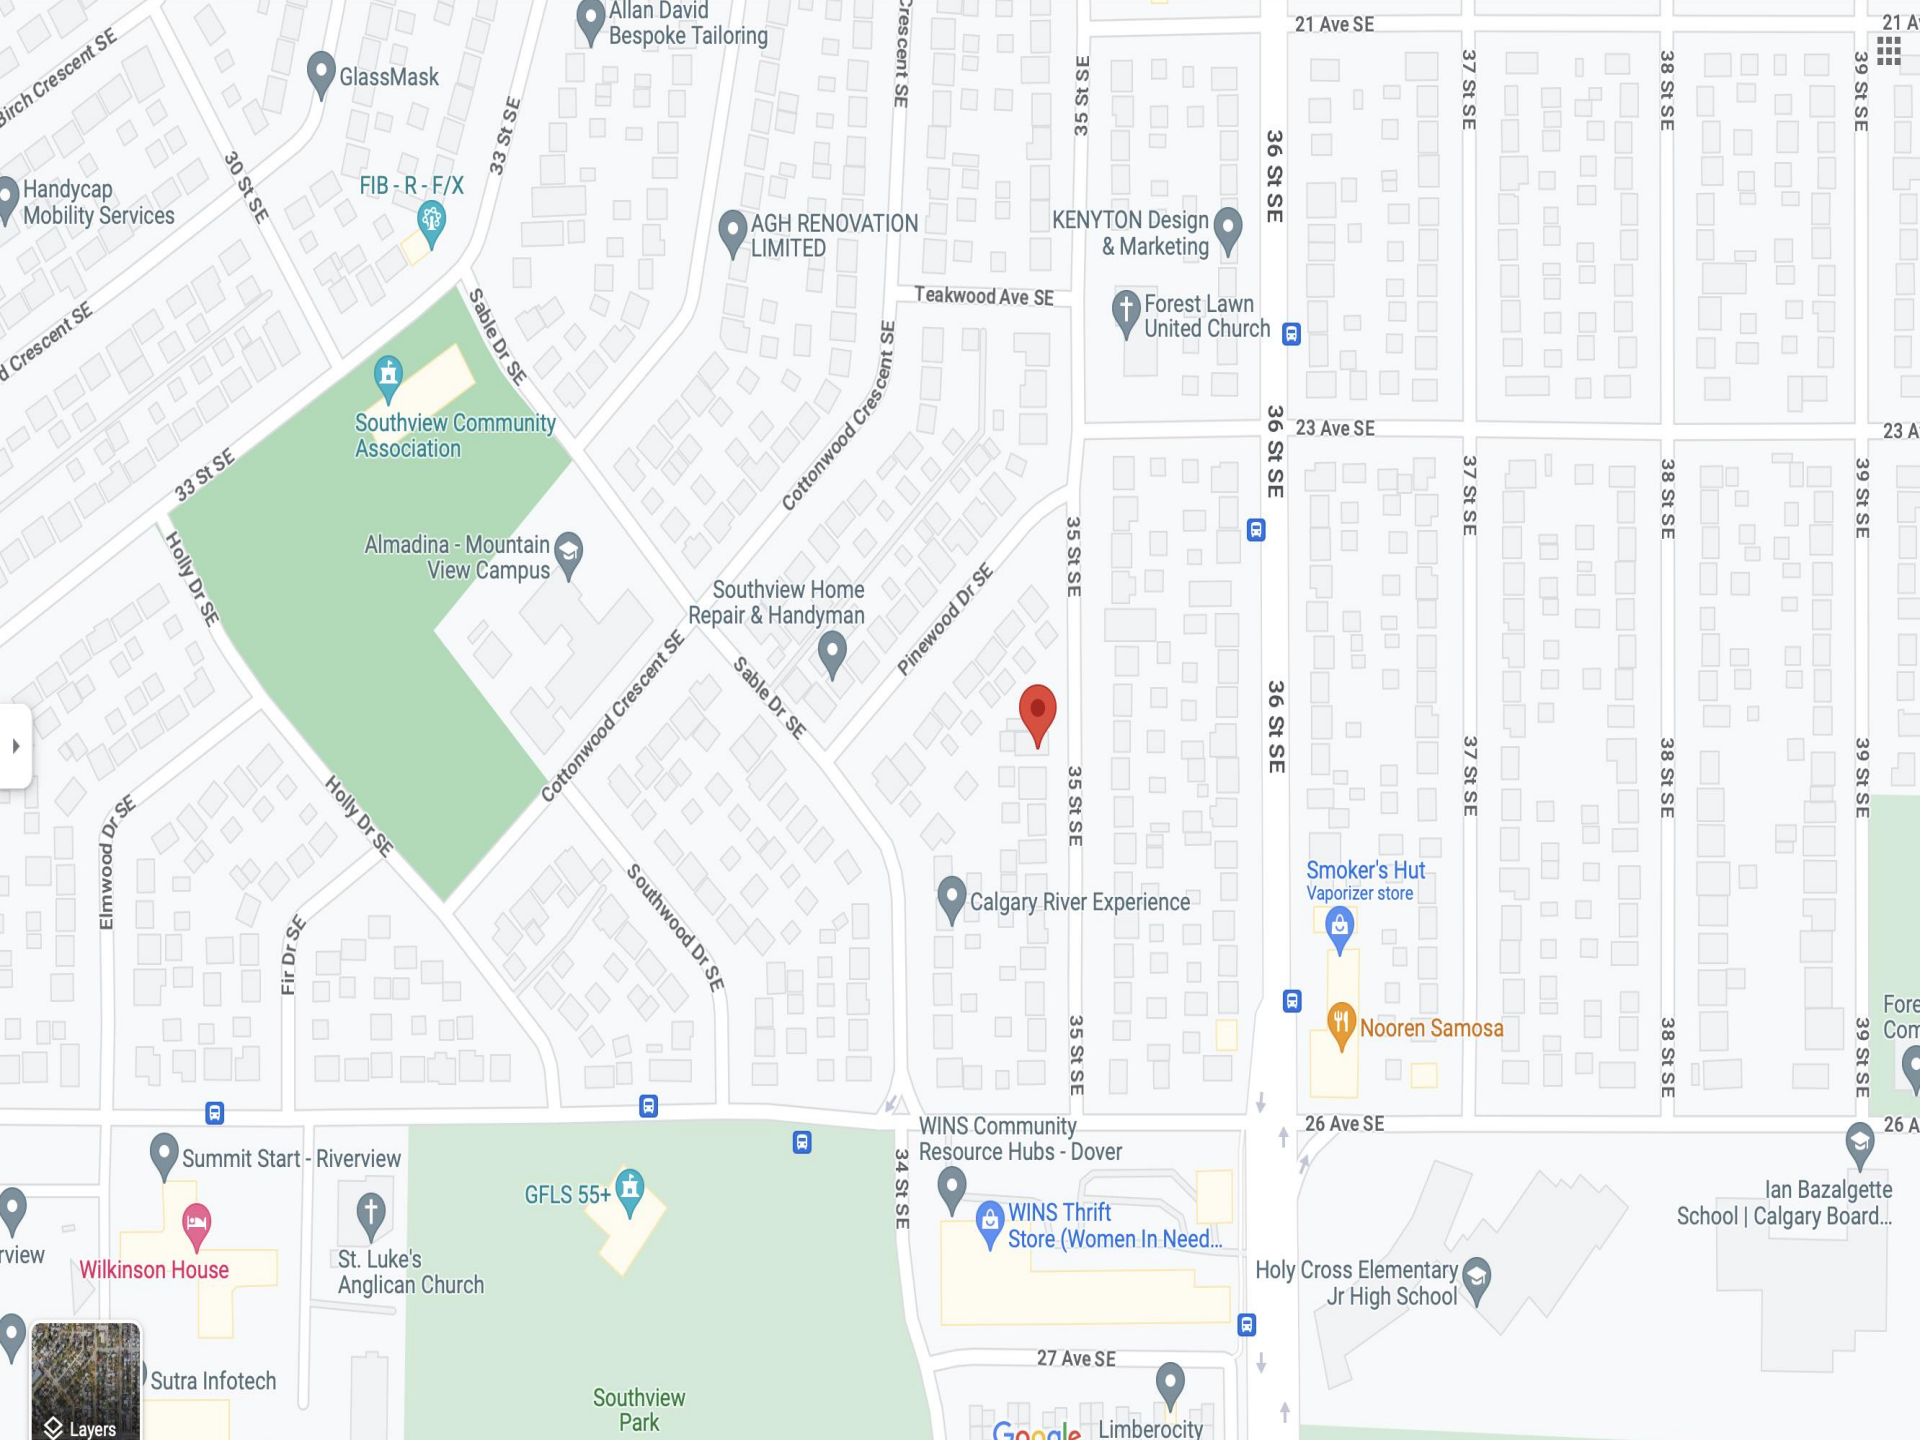 Allan David
Bespoke Tailoring
21 Ave SE
21 A
Birch Crescent SE
GlassMask
Crescent SE
35 St SE
37 St SE
38 St SE
39 St SE
33 St SE
30 St SE
36 St SE
FIB - R - F/X
Handycap
Mobility Services
AGH RENOVATION
LIMITED
KENYTON Design
& Marketing
Teakwood Ave SE
Forest Lawn
United Church
d Crescent SE
Sable Dr SE
Southview Community
Association
Cottonwood Crescent SE
36 St SE
23 Ave SE
23 A
33 St SE
37 St SE
38 St SE
39 St SE
Holly Dr SE
Almadina - Mountain
View Campus
35 St SE
Southview Home
Repair & Handyman
Pinewood Dr SE
Sable Dr SE
Cottonwood Crescent SE
36 St SE
35 St SE
37 St SE
38 St SE
39 St SE
Elmwood Dr SE
Holly Dr SE
Smoker's Hut
Vaporizer store
Calgary River Experience
Southwood Dr SE
Fir Dr SE
Fore
Com
Nooren Samosa
35 St SE
38 St SE
39 St SE
26 Ave SE
26 A
WINS Community
Resource Hubs - Dover
Summit Start - Riverview
34 St SE
GFLS 55+
WINS Thrift
Store (Women In Need...
Ian Bazalgette
School | Calgary Board...
rview
Wilkinson House
St. Luke's
Anglican Church
Holy Cross Elementary
Jr High School
27 Ave SE
Sutra Infotech
Southview
Park
Layers
Google
Limberocity